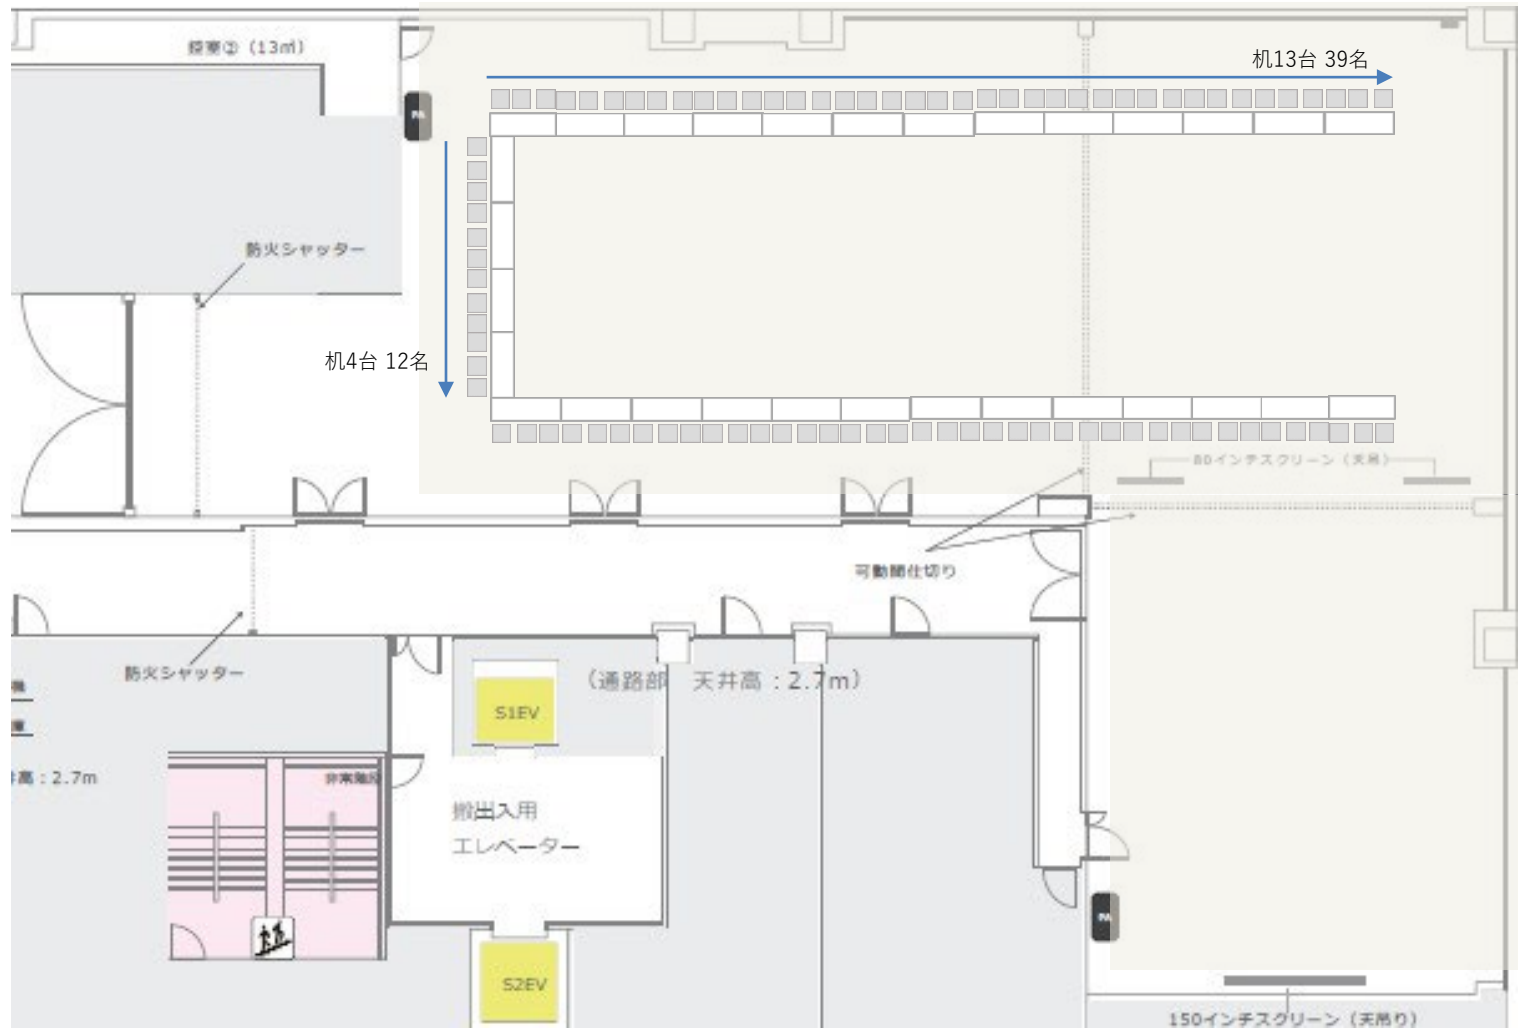 控室② (13㎡)
机13台 39名
PA
防火シャッター
机4台 12名
80インチスクリーン（天吊）
可動間仕切り
防火シャッター
（通路部　天井高：2.7m）
S1EV
井高：2.7m
非常階段
搬出入用
エレベーター
PA
S2EV
150インチスクリーン（天吊り）